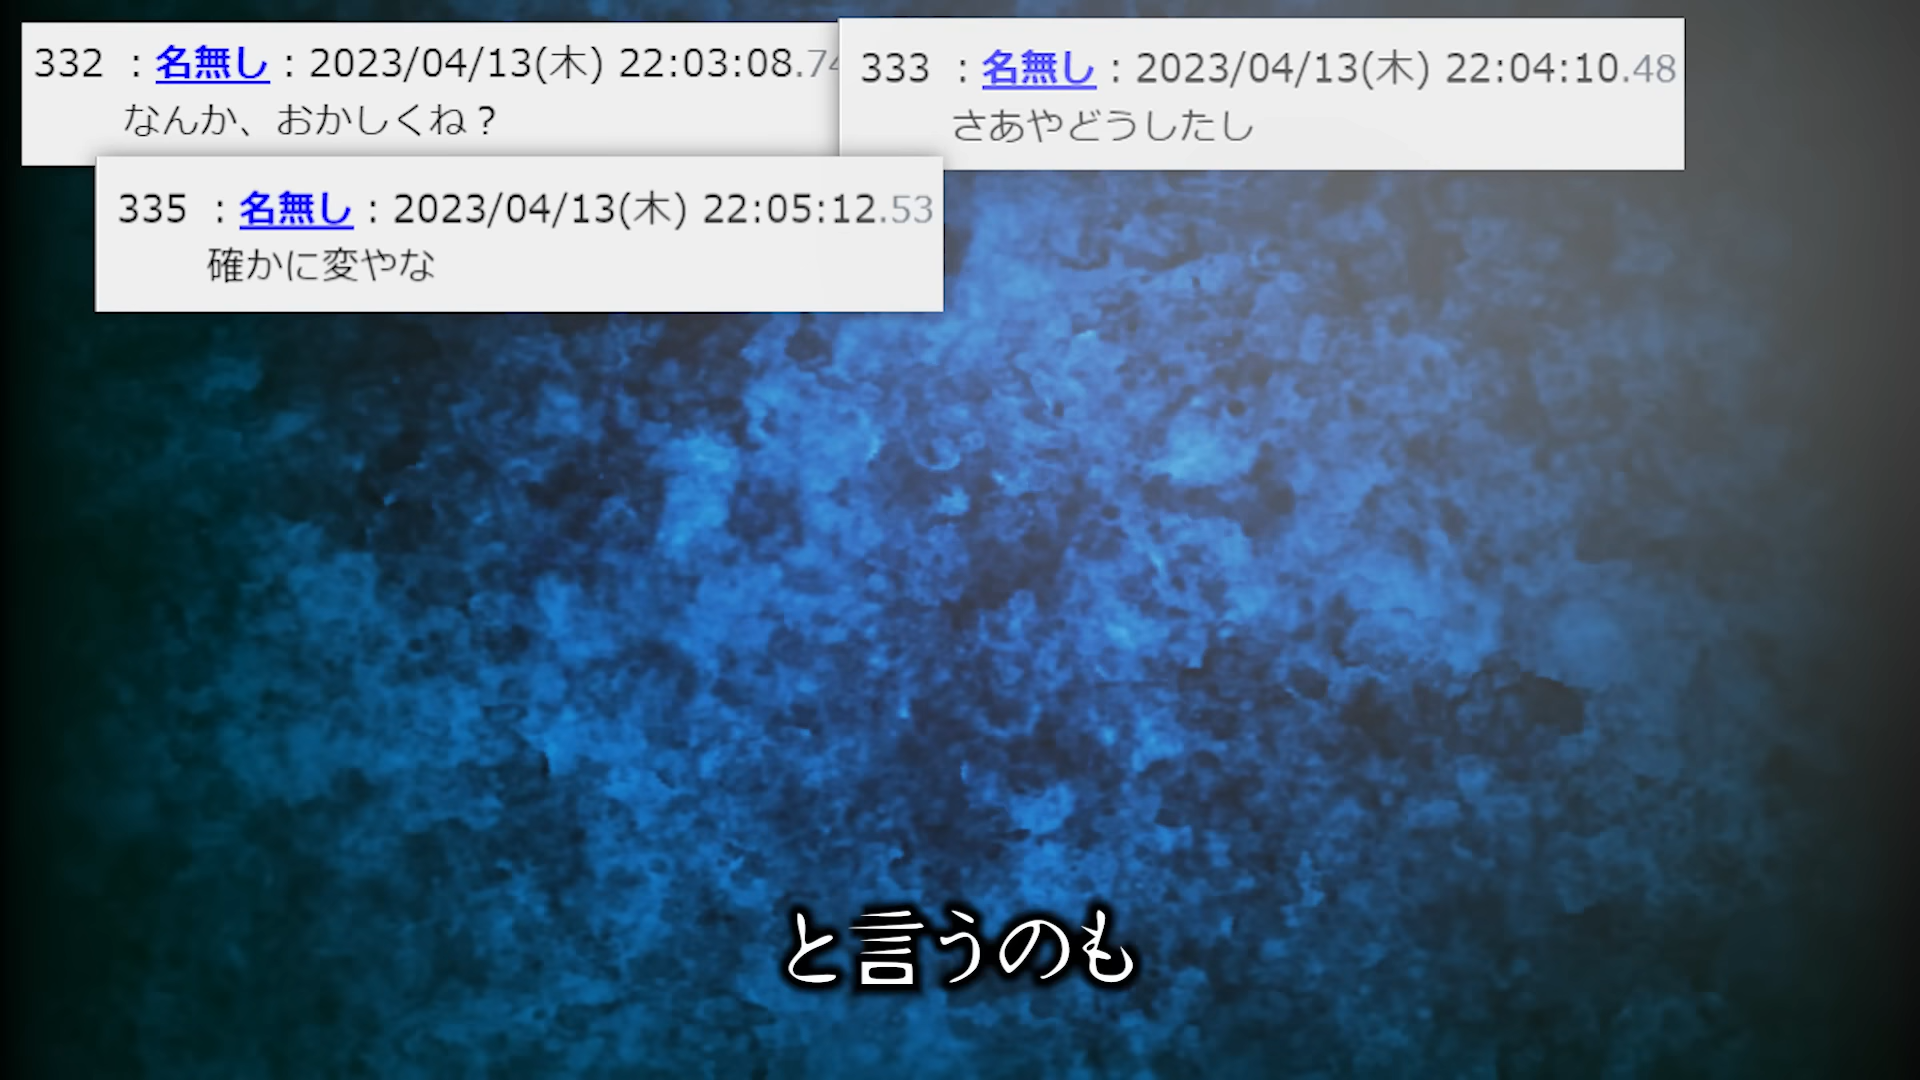 332 ：名無し：2023/04/13(木) 22:03:08.74
なんか、おかしくね？
333 ：名無し：2023/04/13(木) 22:04:10.48
さあやどうしたし
335 ：名無し：2023/04/13(木) 22:05:12.53
確かに変やな
と言うのも